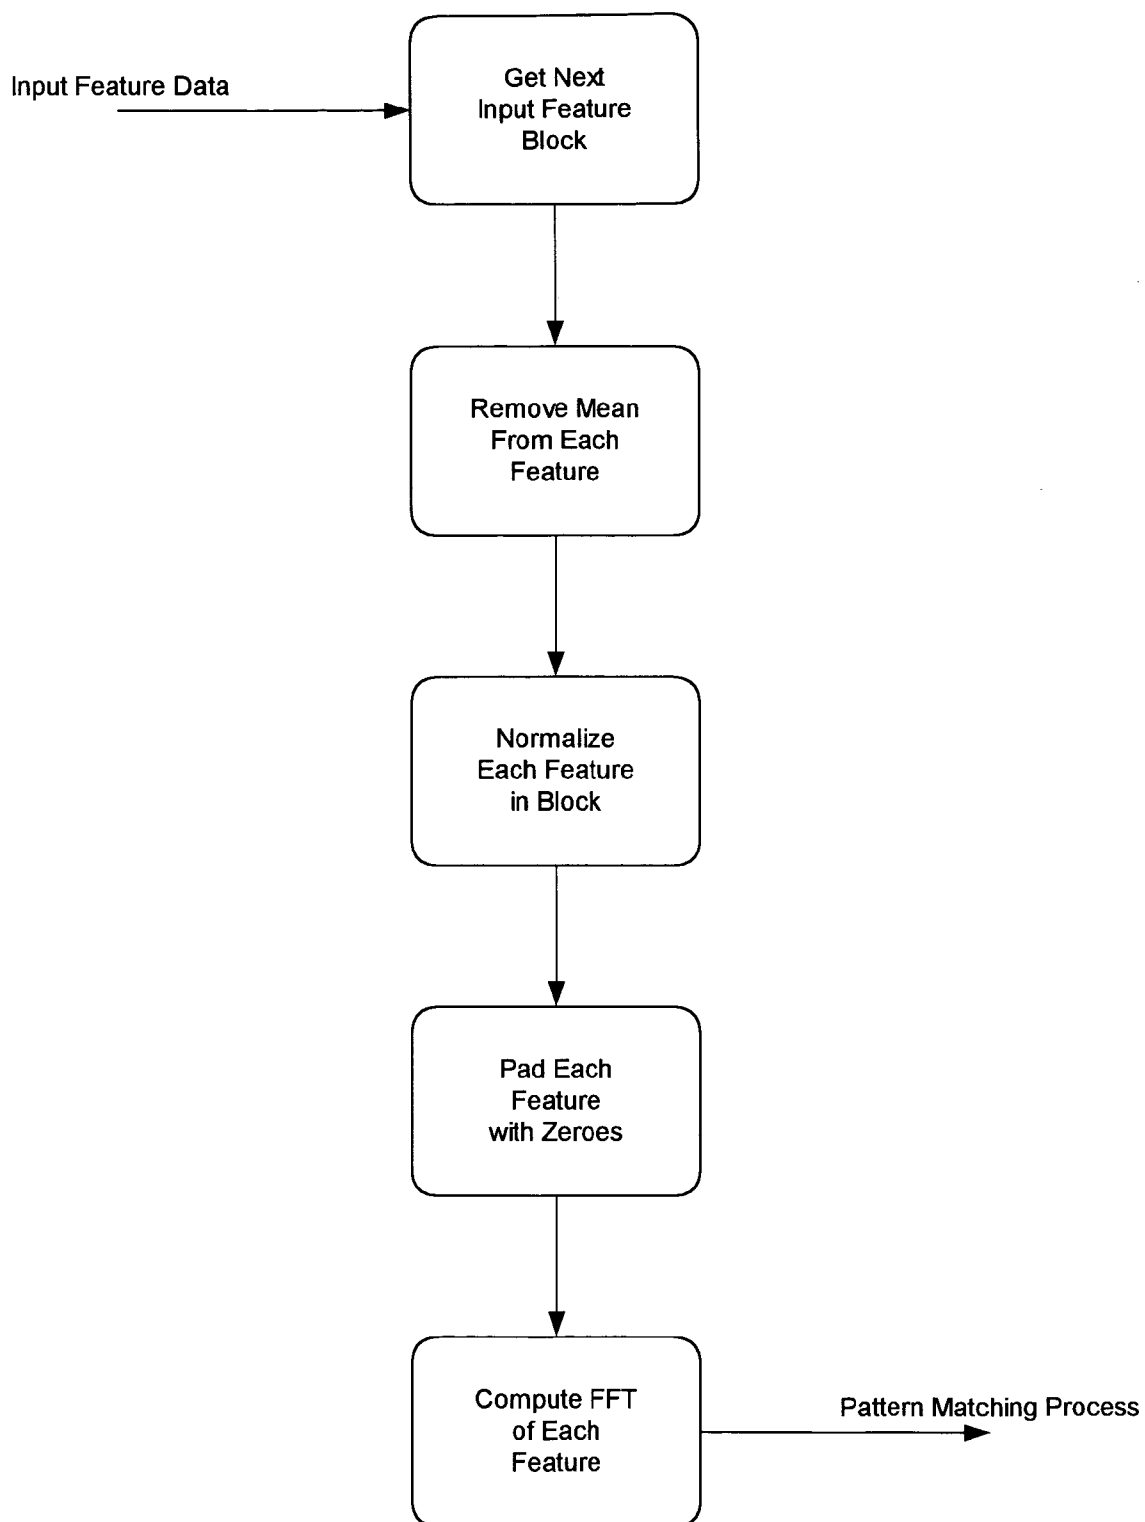 Input Feature Data
Get Next
Input Feature
Block
Remove Mean
From Each
Feature
Normalize
Each Feature
in Block
Pad Each
Feature
with Zeroes
Compute FFT
of Each
Feature
Pattern Matching Process